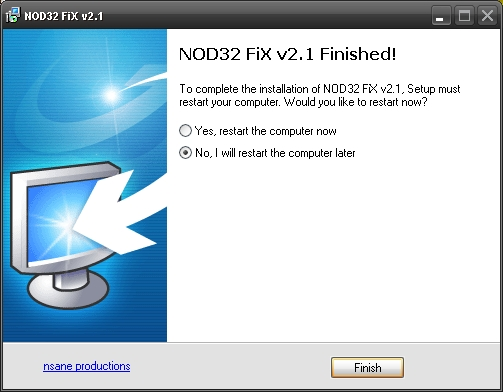 NOD32 FiX v2.1
NOD32 FiX v2.1 Finished!
To complete the installation of NOD32 FiX v2.1, Setup must
restart your computer. Would you like to restart now?
Yes, restart the computer now
No, I will restart the computer later
nsane productions
Finish